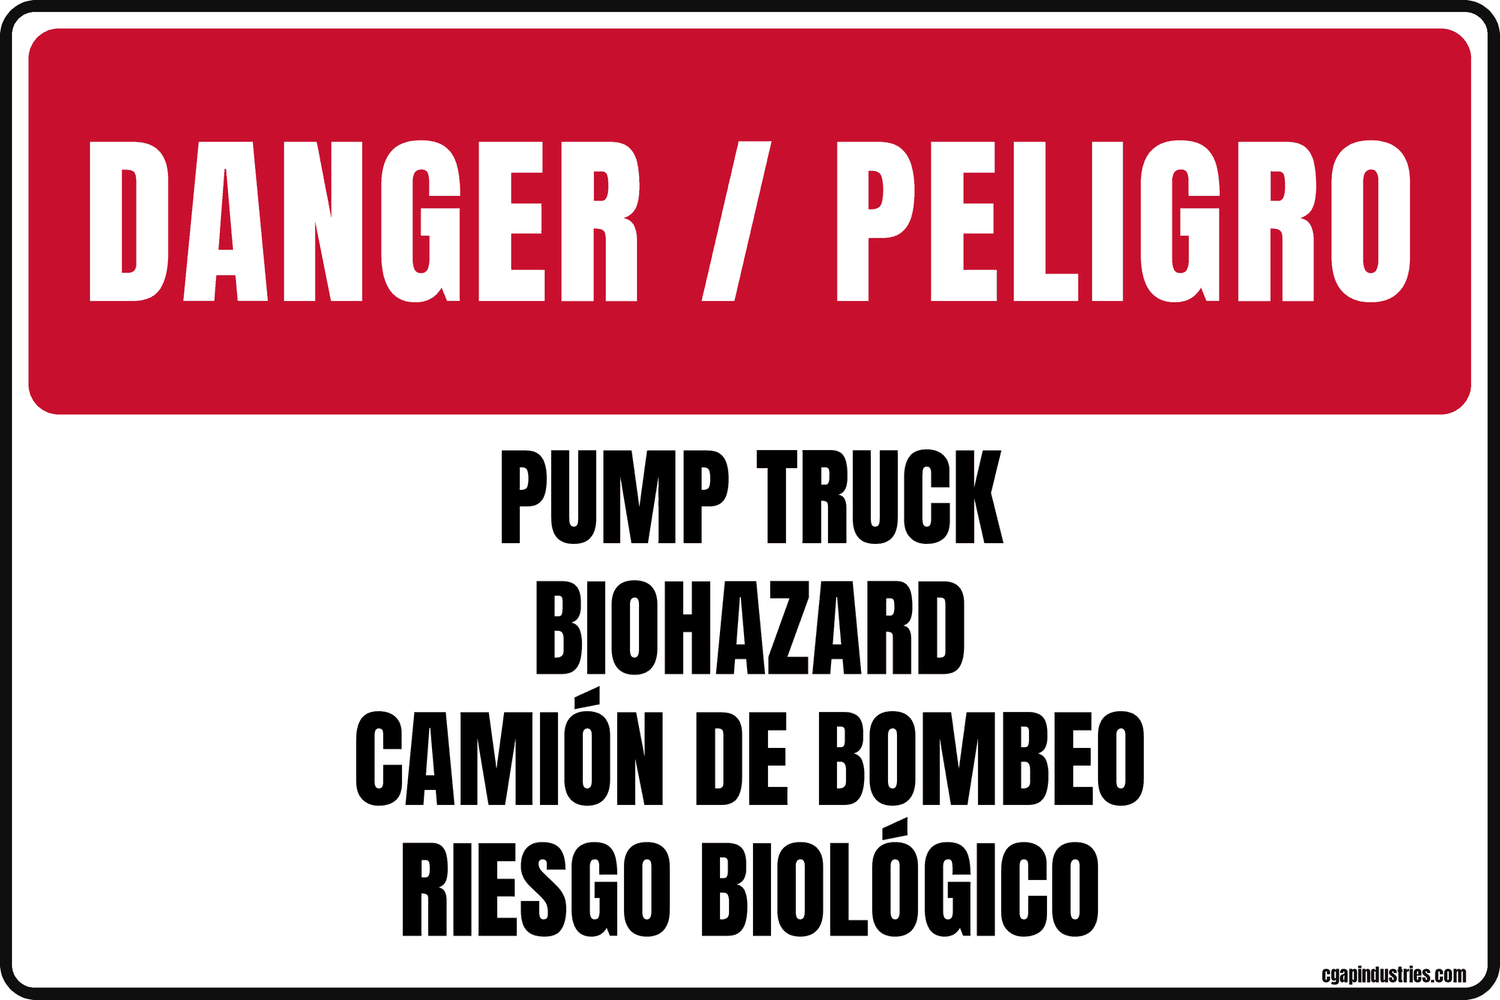 DANGER / PELIGRO
PUMP TRUCK
BIOHAZARD
CAMIÓN DE BOMBEO
RIESGO BIOLÓGICO
cgapindustries.com